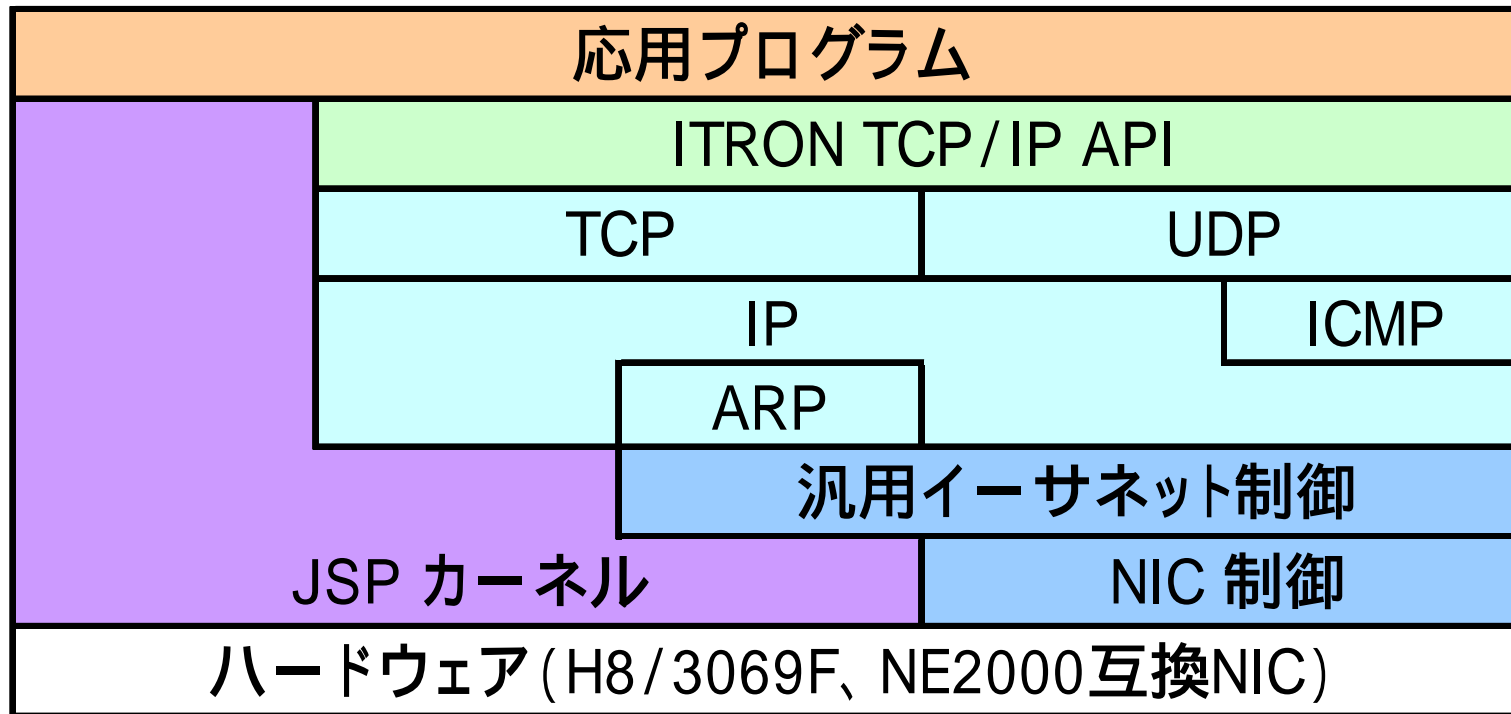 応用プログラム
ITRON TCP/IP API
TCP
UDP
IP
ICMP
ARP
汎用イーサネット制御
JSP カーネル
NIC 制御
ハードウェア(H8/3069F、NE2000互換NIC)